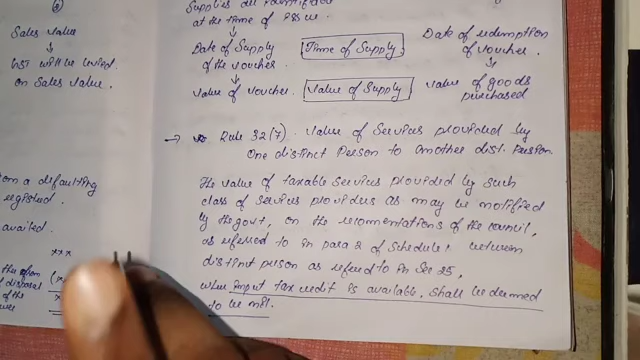 Sales value
GST will be levied
on Sales value.
from a defaulting
registered.
availed.
***
Supplies are identified
at the time of issue
Date of Supply
of the vouchers
value of voucher.
Time of Supply
Value of Supply
Date of redemption
of voucher.
value of goods
purchased
Rule 32(7). Value of Services provided by
one distinct Person to another dist. person.
The value of taxable services provided by such
class of service providers as may be notified
by the govt, on the recomentations of the council,
as referred to in para 2 of Schedule 1 between
distinct person as referred to in Sec 25,
where input tax credit is available, shall be deemed
to be nil.